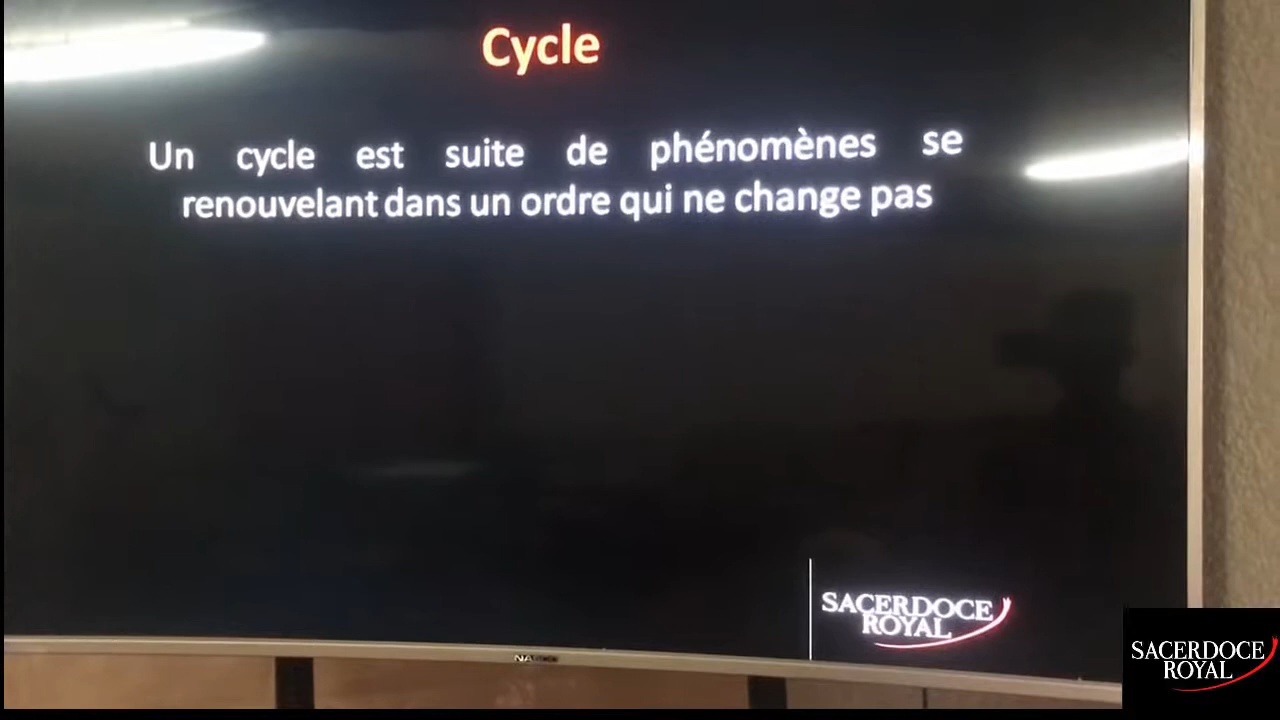 Cycle
Un cycle est suite de phénomènes se
renouvelant dans un ordre qui ne change pas
SACERDOCE
ROYAL
SACERDOCE
ROYAL